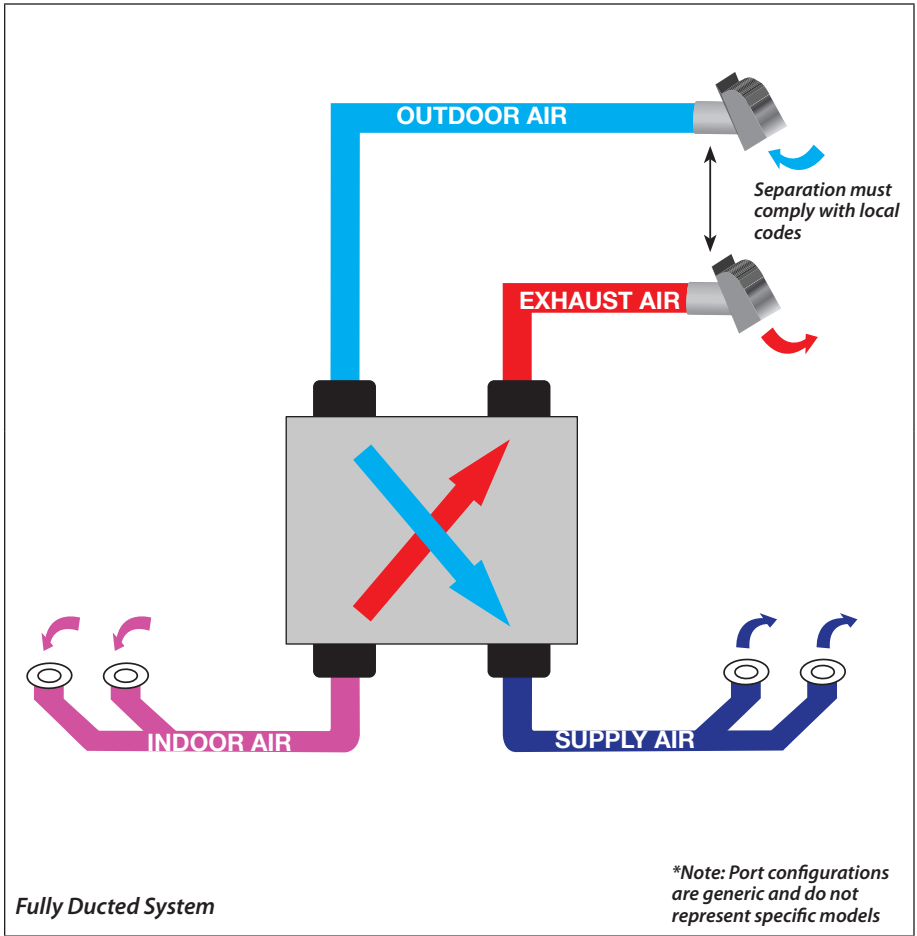 OUTDOOR AIR
Separation must
comply with local
codes
EXHAUST AIR
INDOOR AIR
SUPPLY AIR
Fully Ducted System
*Note: Port configurations
are generic and do not
represent specific models